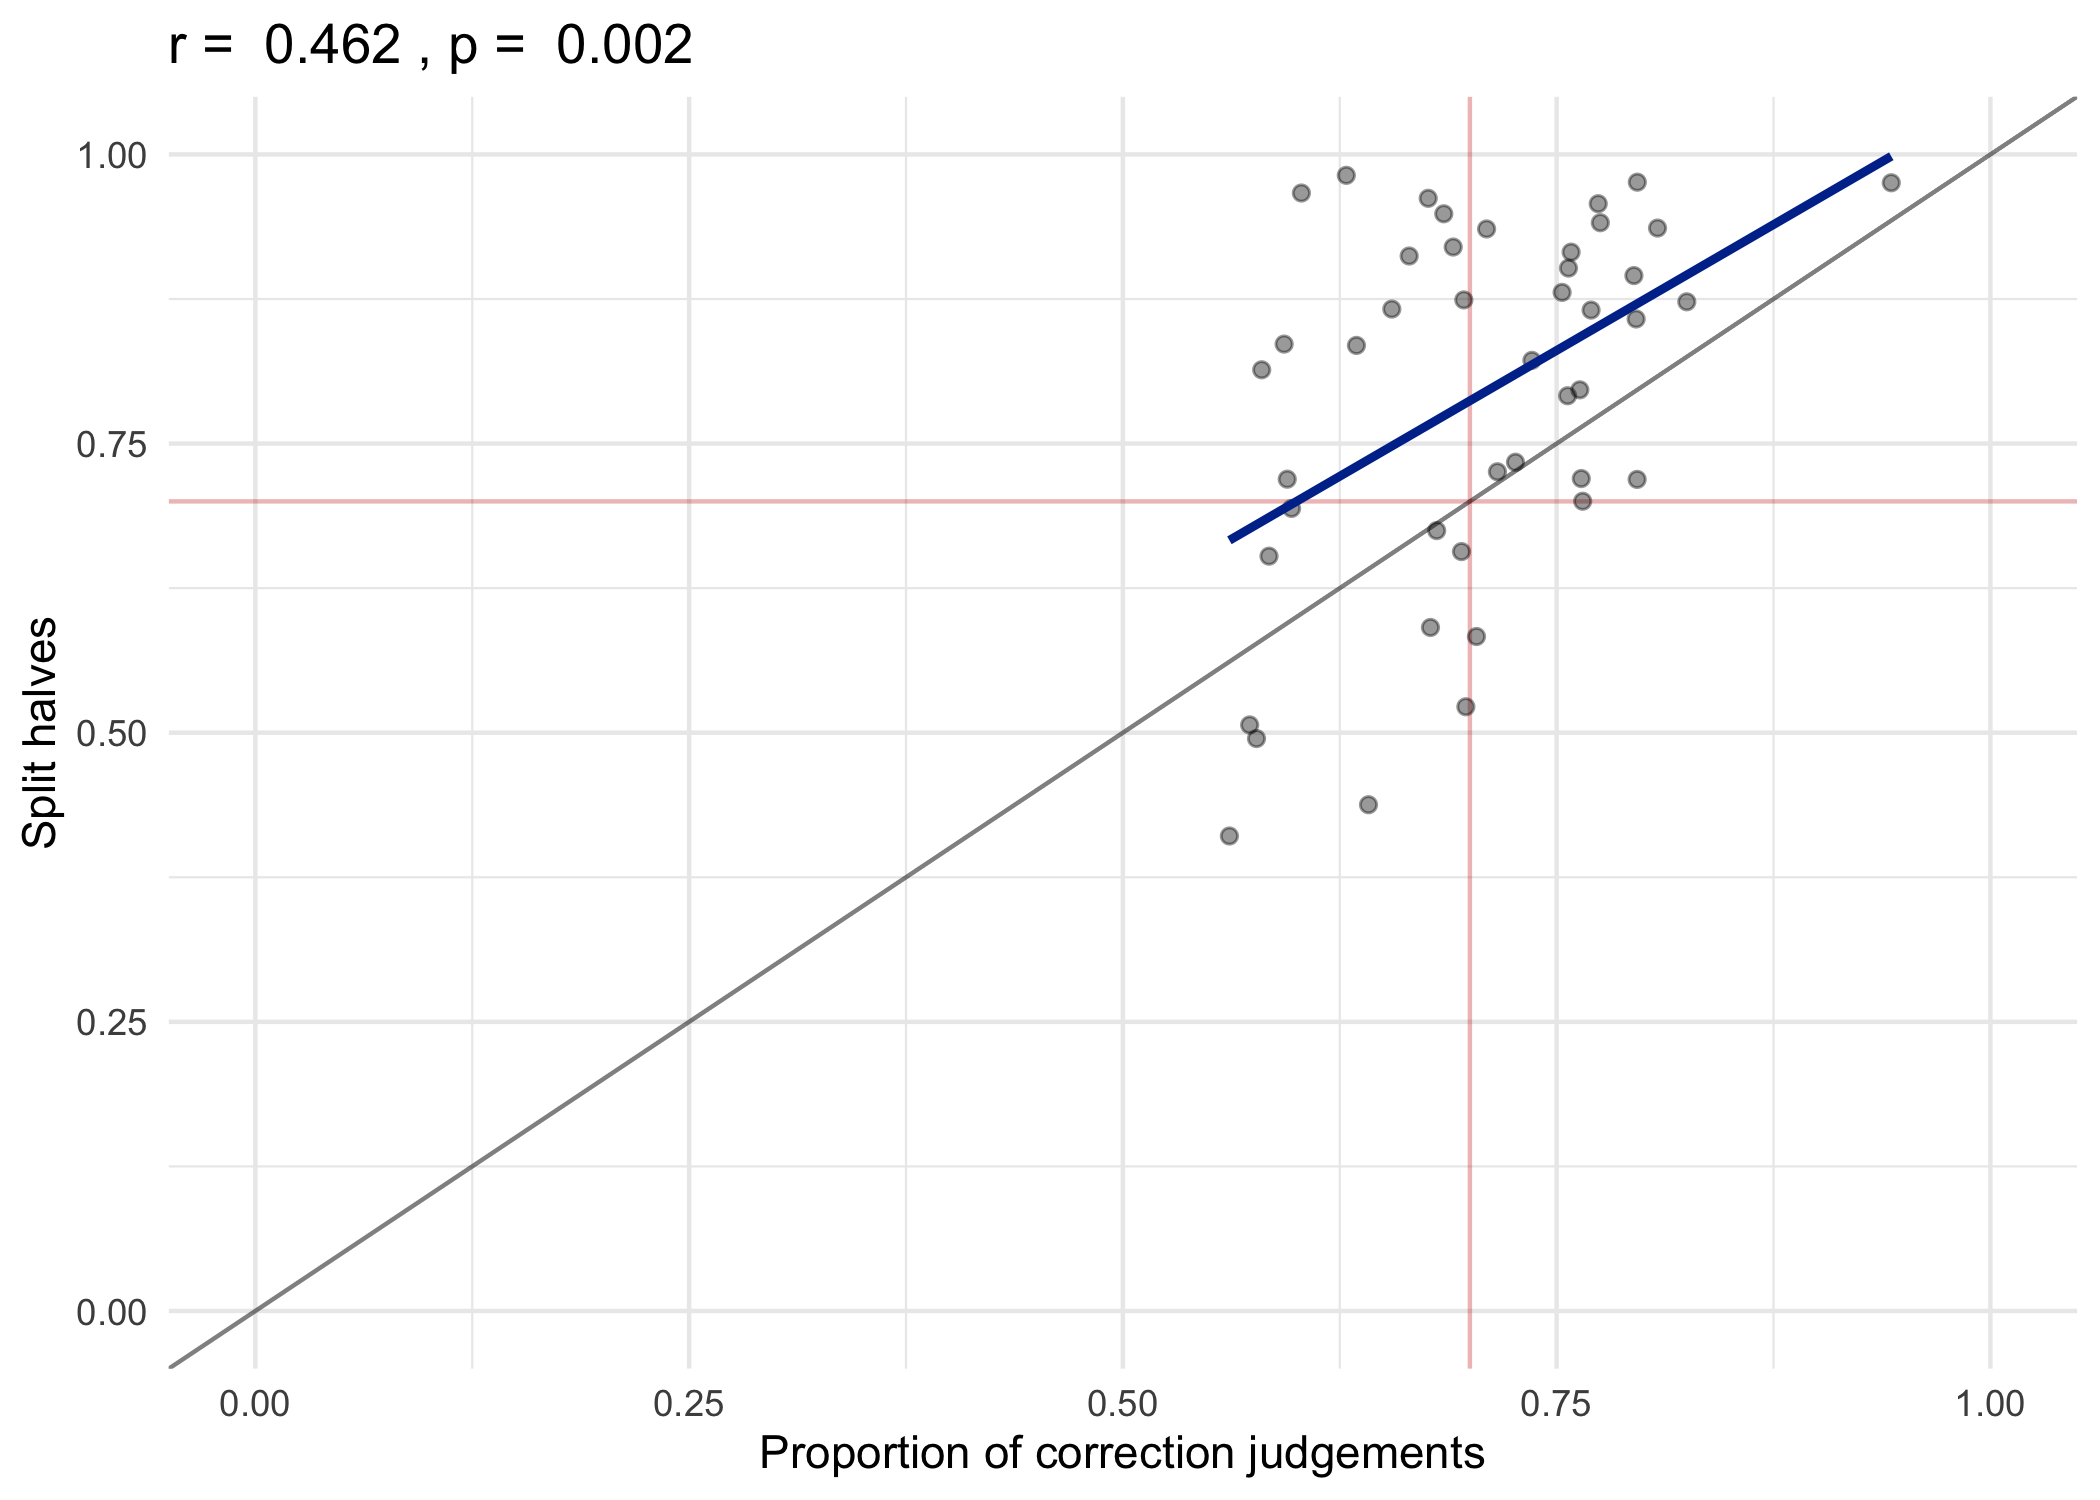 r = 0.462 , p = 0.002
1.00
0.75
0.50
0.25
0.00
Split halves
0.00 0.25 0.50 0.75 1.00
Proportion of correction judgements